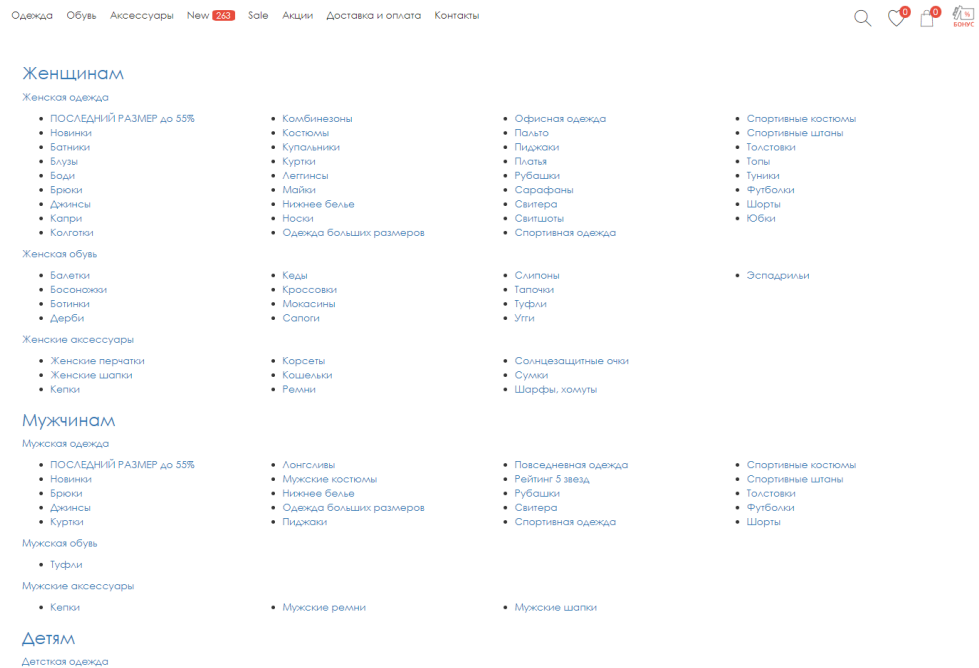 Одежда Обувь Аксессуары New 263 Sale Акции Доставка и оплата Контакты 0 0 %
БОНУС
Женщинам
Женская одежда
ПОСЛЕДНИЙ РАЗМЕР до 55% Комбинезоны Офисная одежда Спортивные костюмы
Новинки Костюмы Пальто Спортивные штаны
Батники Купальники Пиджаки Толстовки
Блузы Куртки Платья Топы
Боди Леггинсы Рубашки Туники
Брюки Майки Сарафаны Футболки
Джинсы Нижнее белье Свитера Шорты
Капри Носки Свитшоты Юбки
Колготки Одежда больших размеров Спортивная одежда
Женская обувь
Балетки Кеды Слипоны Эспадрильи
Босоножки Кроссовки Тапочки
Ботинки Мокасины Туфли
Дерби Сапоги Угги
Женские аксессуары
Женские перчатки Корсеты Солнцезащитные очки
Женские шапки Кошельки Сумки
Кепки Ремни Шарфы, хомуты
Мужчинам
Мужская одежда
ПОСЛЕДНИЙ РАЗМЕР до 55% Лонгсливы Повседневная одежда Спортивные костюмы
Новинки Мужские костюмы Рейтинг 5 звезд Спортивные штаны
Брюки Нижнее белье Рубашки Толстовки
Джинсы Одежда больших размеров Свитера Футболки
Куртки Пиджаки Спортивная одежда Шорты
Мужская обувь
Туфли
Мужские аксессуары
Кепки Мужские ремни Мужские шапки
Детям
Детсткая одежда